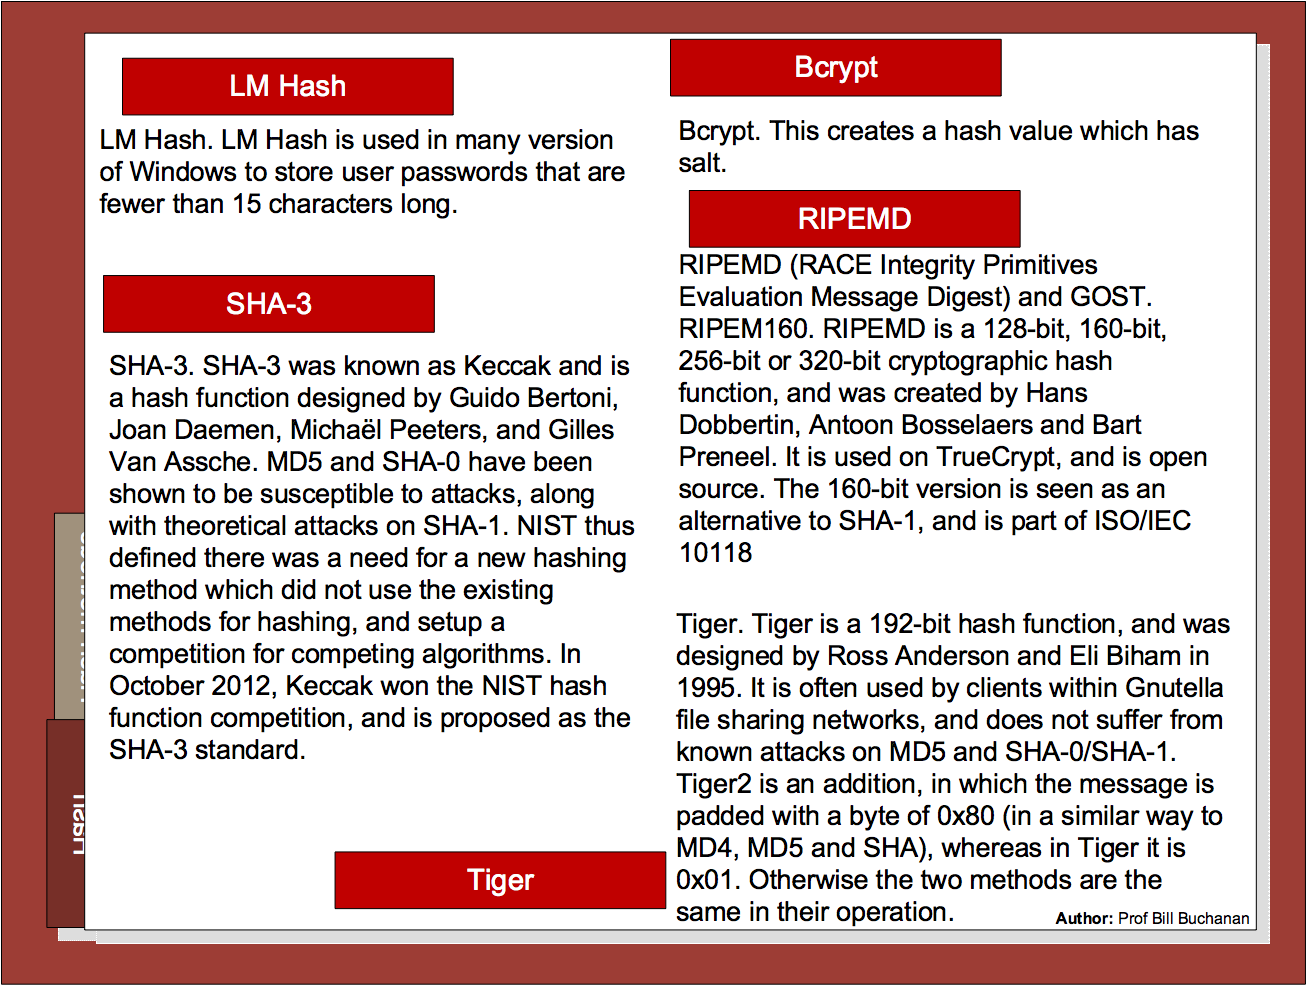 LM Hash
LM Hash. LM Hash is used in many version
of Windows to store user passwords that are
fewer than 15 characters long.
SHA-3
SHA-3. SHA-3 was known as Keccak and is
a hash function designed by Guido Bertoni,
Joan Daemen, Michaël Peeters, and Gilles
Van Assche. MD5 and SHA-0 have been
shown to be susceptible to attacks, along
with theoretical attacks on SHA-1. NIST thus
defined there was a need for a new hashing
method which did not use the existing
methods for hashing, and setup a
competition for competing algorithms. In
October 2012, Keccak won the NIST hash
function competition, and is proposed as the
SHA-3 standard.
Bcrypt
Bcrypt. This creates a hash value which has
salt.
RIPEMD
RIPEMD (RACE Integrity Primitives
Evaluation Message Digest) and GOST.
RIPEM160. RIPEMD is a 128-bit, 160-bit,
256-bit or 320-bit cryptographic hash
function, and was created by Hans
Dobbertin, Antoon Bosselaers and Bart
Preneel. It is used on TrueCrypt, and is open
source. The 160-bit version is seen as an
alternative to SHA-1, and is part of ISO/IEC
10118
Tiger
Tiger. Tiger is a 192-bit hash function, and was
designed by Ross Anderson and Eli Biham in
1995. It is often used by clients within Gnutella
file sharing networks, and does not suffer from
known attacks on MD5 and SHA-0/SHA-1.
Tiger2 is an addition, in which the message is
padded with a byte of 0x80 (in a similar way to
MD4, MD5 and SHA), whereas in Tiger it is
0x01. Otherwise the two methods are the
same in their operation.
Author: Prof Bill Buchanan